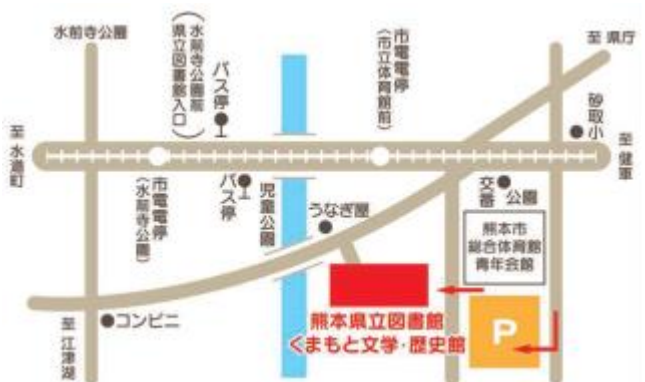 水前寺公園
至 県庁
水前寺公園前
(県立図書館入口)
バス停
市電電停
(市立体育館前)
砂取小
至 水道町
至 健軍
市電電停
(水前寺公園)
バス停
児童公園
うなぎ屋
交番
公園
熊本市
総合体育館
青年会館
至 江津湖
コンビニ
熊本県立図書館
くまもと文学・歴史館
P